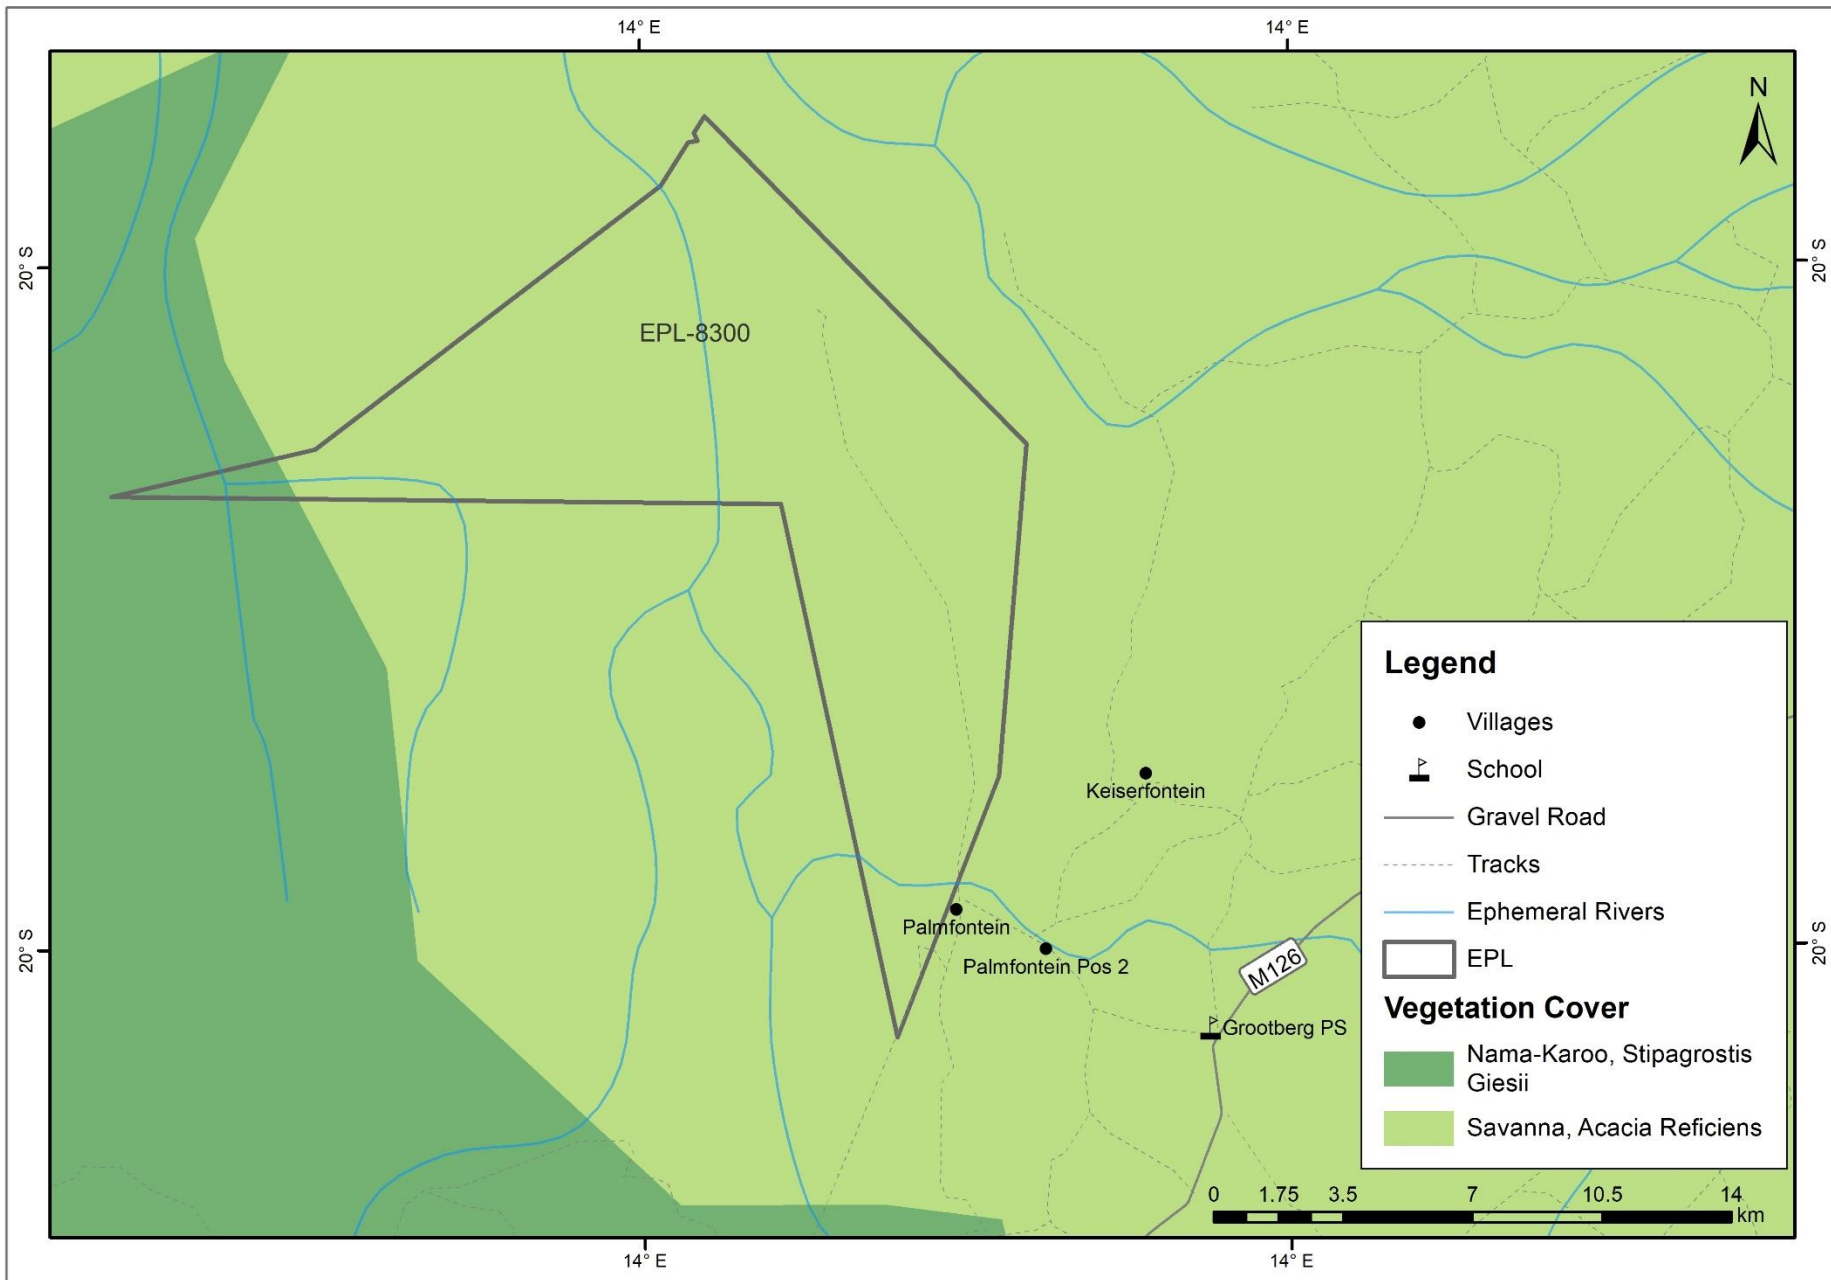 14° E
14° E
N
20° S
20° S
EPL-8300
Legend
Villages
School
Gravel Road
Tracks
Ephemeral Rivers
EPL
Vegetation Cover
Nama-Karoo, Stipagrostis
Giesii
Savanna, Acacia Reficiens
Keiserfontein
Palmfontein
Palmfontein Pos 2
M126
Grootberg PS
20° S
20° S
0 1.75 3.5 7 10.5 14
km
14° E
14° E